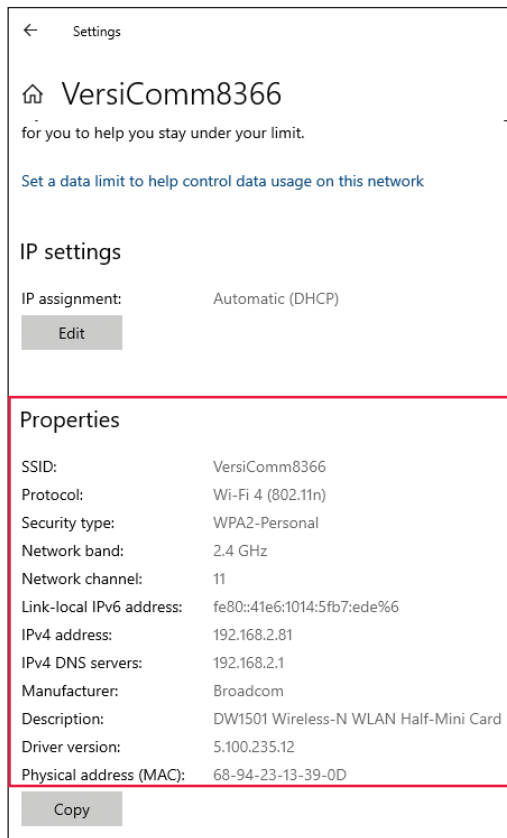 Settings
VersiComm8366
for you to help you stay under your limit.
Set a data limit to help control data usage on this network
IP settings
IP assignment: Automatic (DHCP)
Edit
Properties
SSID: VersiComm8366
Protocol: Wi-Fi 4 (802.11n)
Security type: WPA2-Personal
Network band: 2.4 GHz
Network channel: 11
Link-local IPv6 address: fe80::41e6:1014:5fb7:ede%6
IPv4 address: 192.168.2.81
IPv4 DNS servers: 192.168.2.1
Manufacturer: Broadcom
Description: DW1501 Wireless-N WLAN Half-Mini Card
Driver version: 5.100.235.12
Physical address (MAC): 68-94-23-13-39-0D
Copy